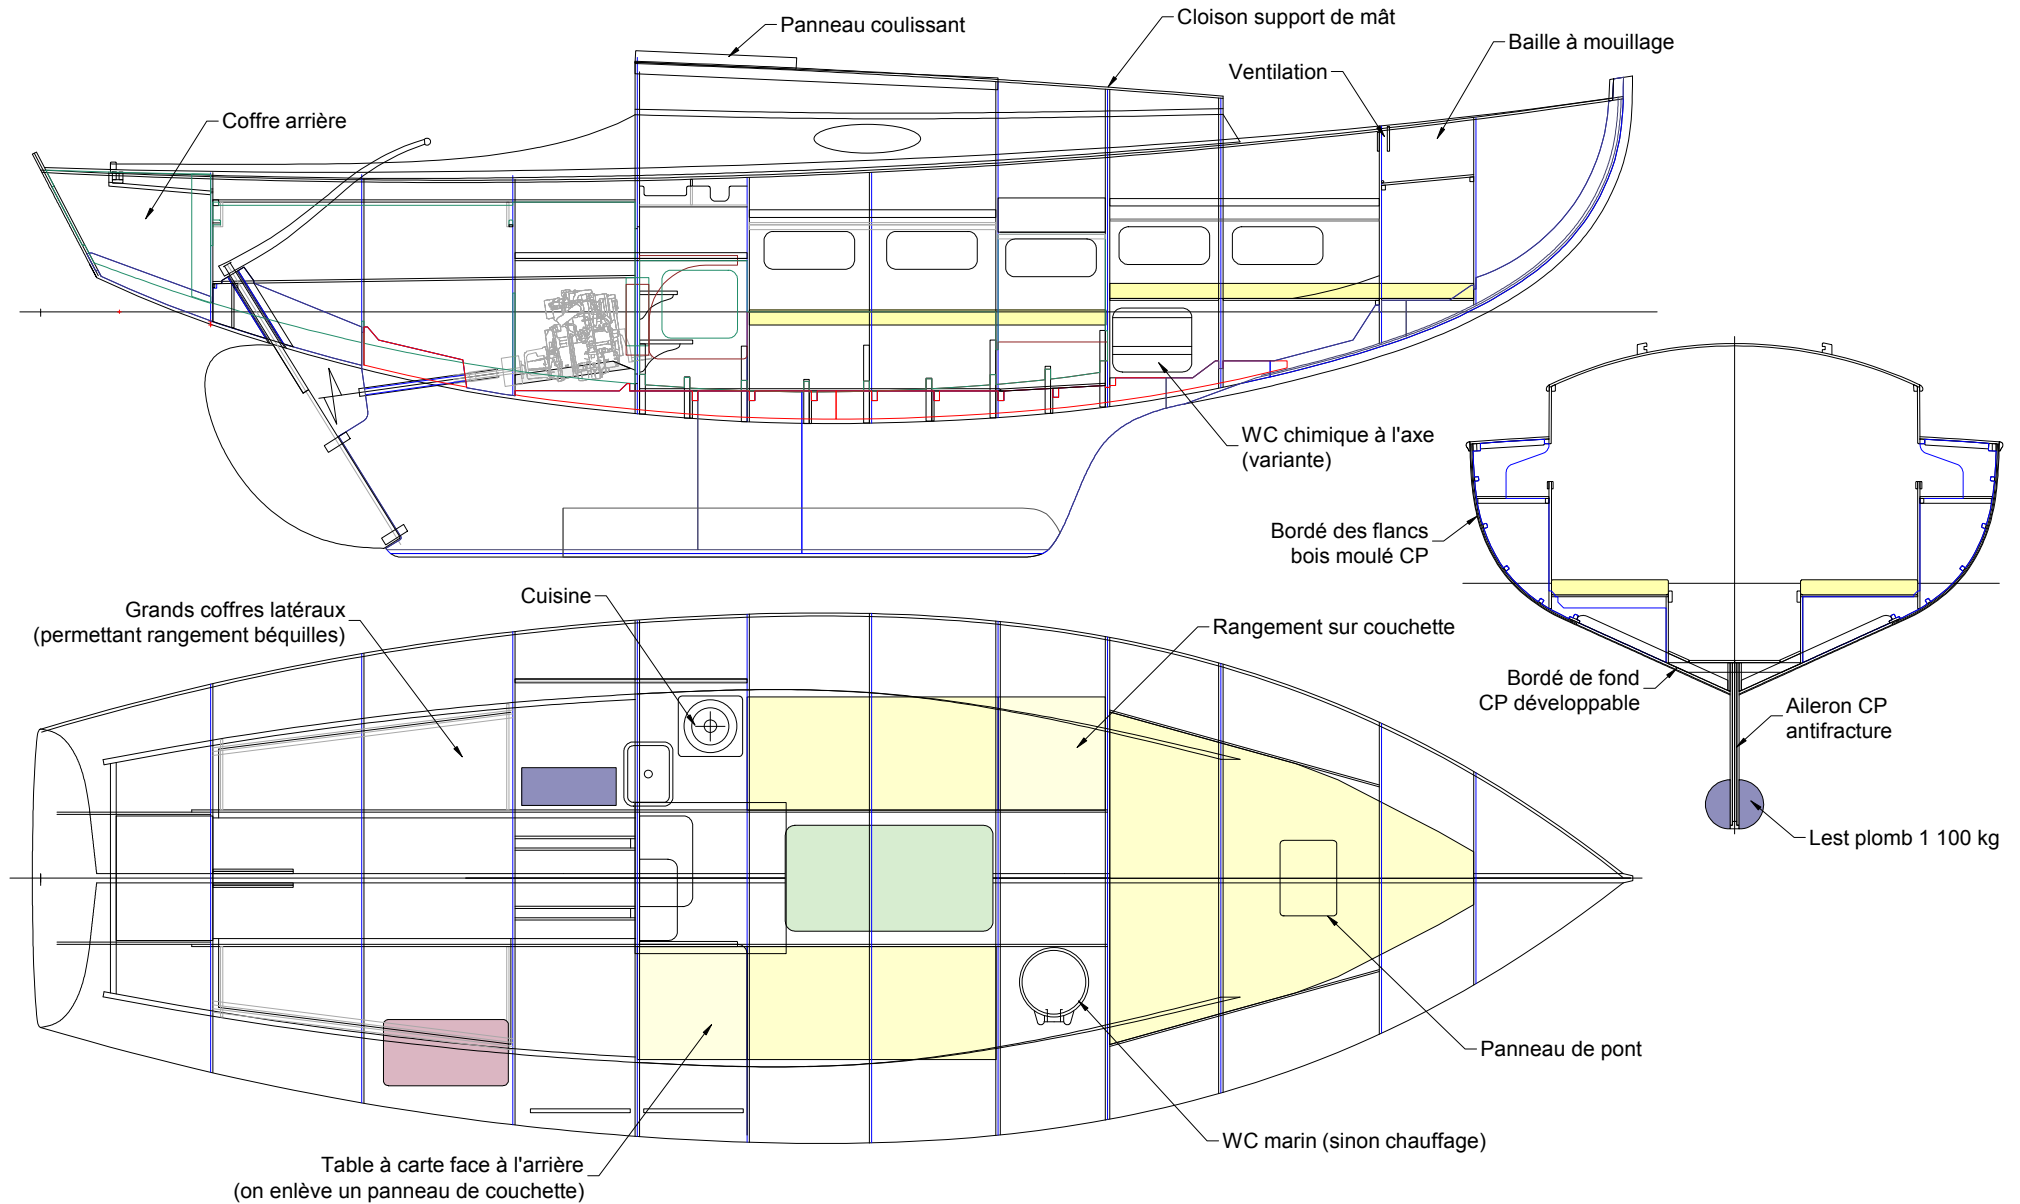 Panneau coulissant
Cloison support de mât
Baille à mouillage
Ventilation
Coffre arrière
WC chimique à l'axe
(variante)
Bordé des flancs
bois moulé CP
Grands coffres latéraux
(permettant rangement béquilles)
Cuisine
Rangement sur couchette
Bordé de fond
CP développable
Aileron CP
antifracture
Lest plomb 1 100 kg
Panneau de pont
WC marin (sinon chauffage)
Table à carte face à l'arrière
(on enlève un panneau de couchette)